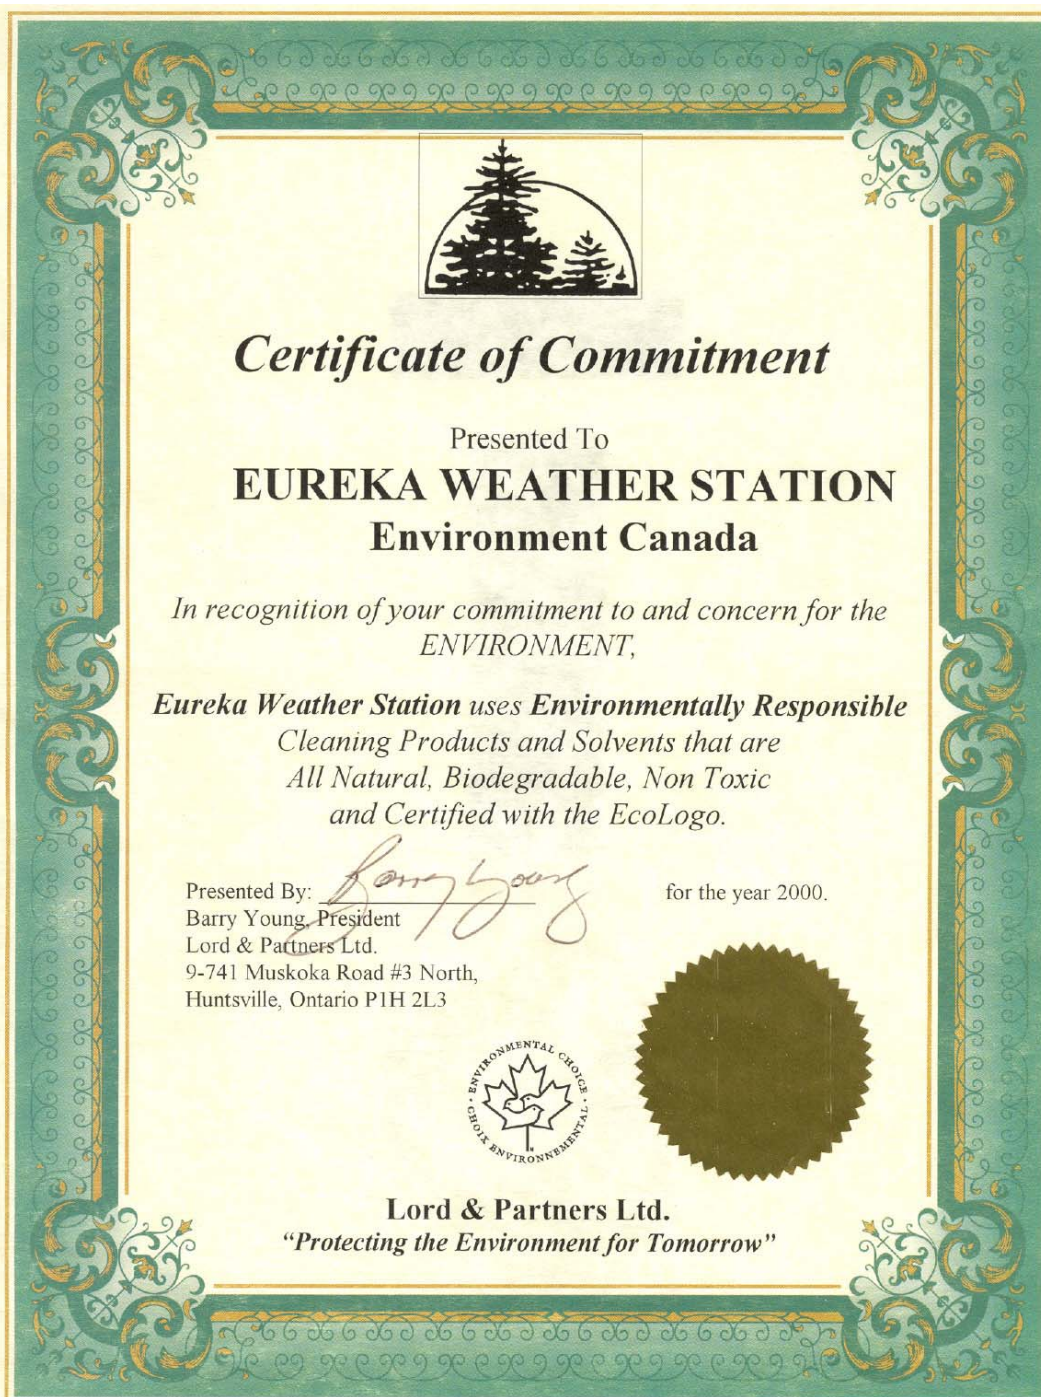 Certificate of Commitment
Presented To
EUREKA WEATHER STATION
Environment Canada
In recognition of your commitment to and concern for the
ENVIRONMENT,
Eureka Weather Station uses Environmentally Responsible
Cleaning Products and Solvents that are
All Natural, Biodegradable, Non Toxic
and Certified with the EcoLogo.
Presented By: Barry Young for the year 2000.
Barry Young, President
Lord & Partners Ltd.
9-741 Muskoka Road #3 North,
Huntsville, Ontario P1H 2L3
ENVIRONMENTAL CHOICE
CHOIX ENVIRONNEMENTAL
Lord & Partners Ltd.
“Protecting the Environment for Tomorrow”